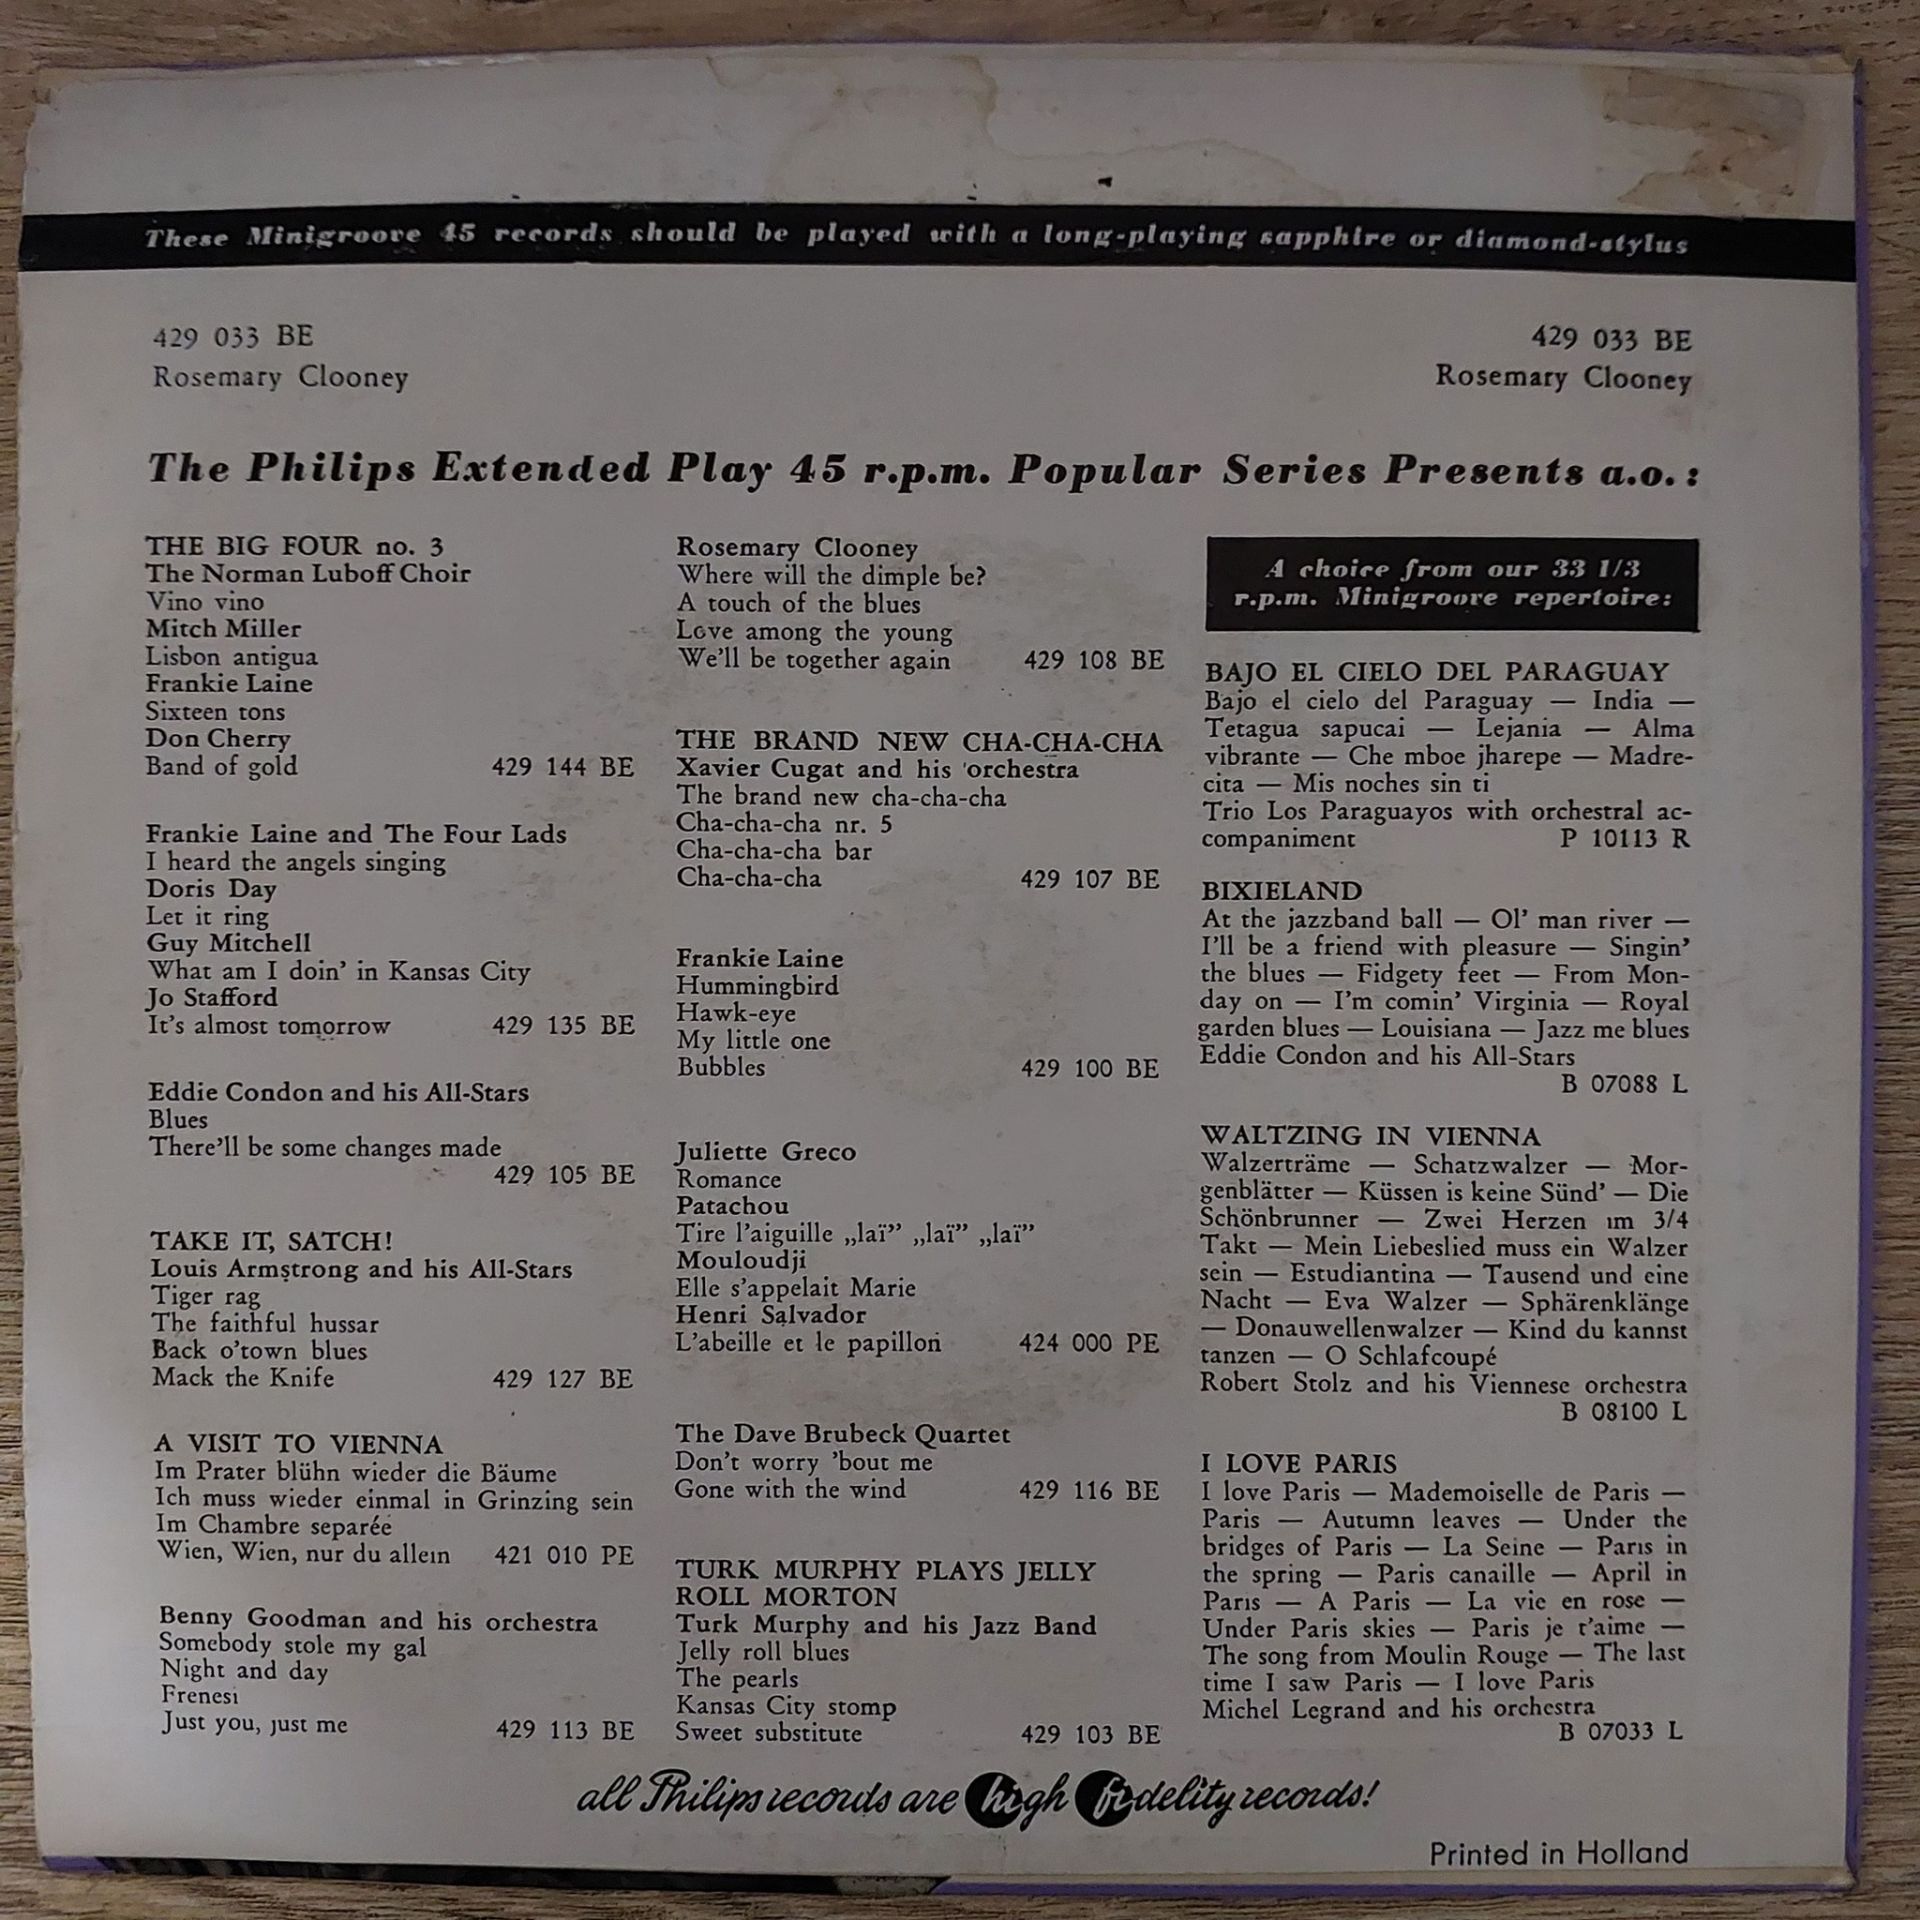 These Minigroove 45 records should be played with a long-playing sapphire or diamond-stylus
429 033 BE
Rosemary Clooney
429 033 BE
Rosemary Clooney
The Philips Extended Play 45 r.p.m. Popular Series Presents a.o. :
THE BIG FOUR no. 3
The Norman Luboff Choir
Vino vino
Mitch Miller
Lisbon antigua
Frankie Laine
Sixteen tons
Don Cherry
Band of gold 429 144 BE
Frankie Laine and The Four Lads
I heard the angels singing
Doris Day
Let it ring
Guy Mitchell
What am I doin' in Kansas City
Jo Stafford
It's almost tomorrow 429 135 BE
Eddie Condon and his All-Stars
Blues
There'll be some changes made
429 105 BE
TAKE IT, SATCH!
Louis Armstrong and his All-Stars
Tiger rag
The faithful hussar
Back o'town blues
Mack the Knife 429 127 BE
A VISIT TO VIENNA
Im Prater blühn wieder die Bäume
Ich muss wieder einmal in Grinzing sein
Im Chambre separée
Wien, Wien, nur du allein 421 010 PE
Benny Goodman and his orchestra
Somebody stole my gal
Night and day
Frenesi
Just you, just me 429 113 BE
Rosemary Clooney
Where will the dimple be?
A touch of the blues
Love among the young
We'll be together again 429 108 BE
THE BRAND NEW CHA-CHA-CHA
Xavier Cugat and his orchestra
The brand new cha-cha-cha
Cha-cha-cha nr. 5
Cha-cha-cha bar
Cha-cha-cha 429 107 BE
Frankie Laine
Hummingbird
Hawk-eye
My little one
Bubbles 429 100 BE
Juliette Greco
Romance
Patachou
Tire l'aiguille „laï” „laï” „laï”
Mouloudji
Elle s'appelait Marie
Henri Salvador
L'abeille et le papillon 424 000 PE
The Dave Brubeck Quartet
Don't worry 'bout me
Gone with the wind 429 116 BE
TURK MURPHY PLAYS JELLY
ROLL MORTON
Turk Murphy and his Jazz Band
Jelly roll blues
The pearls
Kansas City stomp
Sweet substitute 429 103 BE
A choice from our 33 1/3
r.p.m. Minigroove repertoire:
BAJO EL CIELO DEL PARAGUAY
Bajo el cielo del Paraguay — India —
Tetagua sapucai — Lejania — Alma
vibrante — Che mboe jharepe — Madre-
cita — Mis noches sin ti
Trio Los Paraguayos with orchestral ac-
companiment P 10113 R
BIXIELAND
At the jazzband ball — Ol' man river —
I'll be a friend with pleasure — Singin'
the blues — Fidgety feet — From Mon-
day on — I'm comin' Virginia — Royal
garden blues — Louisiana — Jazz me blues
Eddie Condon and his All-Stars
B 07088 L
WALTZING IN VIENNA
Walzerträme — Schatzwalzer — Mor-
genblätter — Küssen is keine Sünd' — Die
Schönbrunner — Zwei Herzen im 3/4
Takt — Mein Liebeslied muss ein Walzer
sein — Estudiantina — Tausend und eine
Nacht — Eva Walzer — Sphärenklänge
— Donauwellenwalzer — Kind du kannst
tanzen — O Schlafcoupé
Robert Stolz and his Viennese orchestra
B 08100 L
I LOVE PARIS
I love Paris — Mademoiselle de Paris —
Paris — Autumn leaves — Under the
bridges of Paris — La Seine — Paris in
the spring — Paris canaille — April in
Paris — A Paris — La vie en rose —
Under Paris skies — Paris je t'aime —
The song from Moulin Rouge — The last
time I saw Paris — I love Paris
Michel Legrand and his orchestra
B 07033 L
all Philips records are high fidelity records!
Printed in Holland